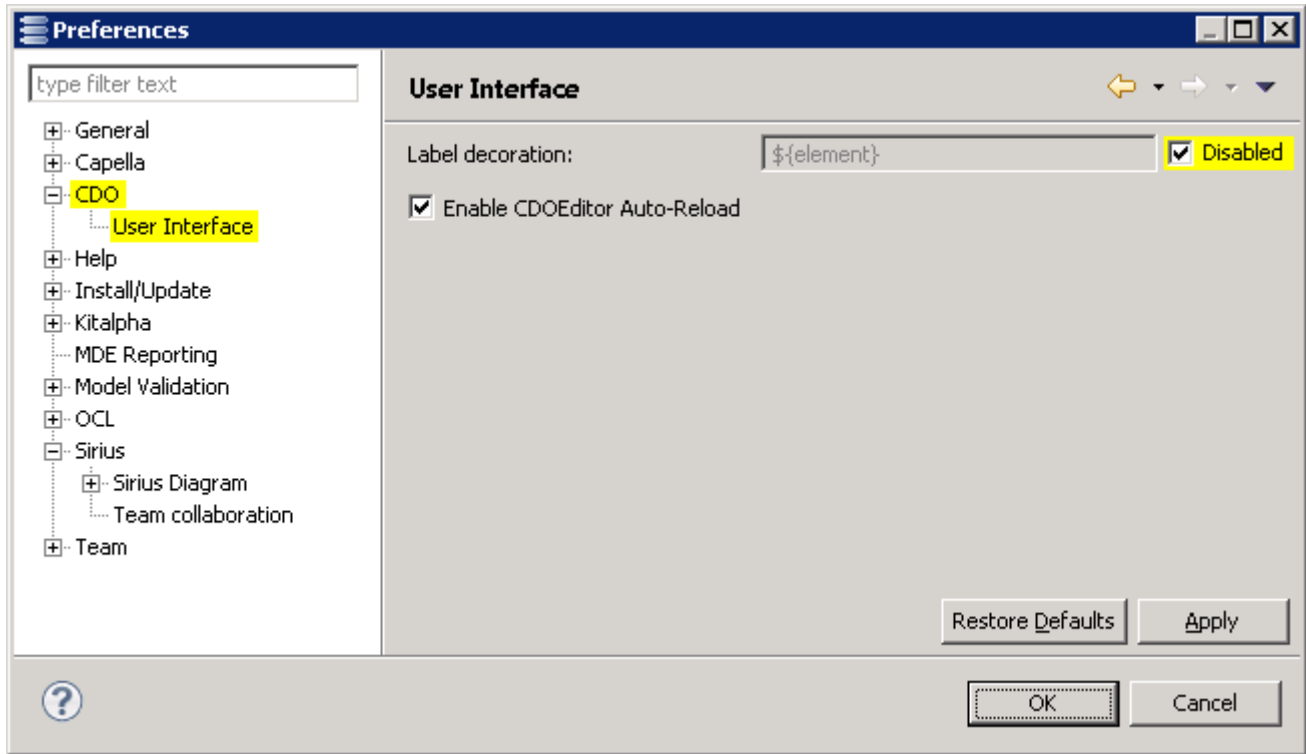 Preferences
type filter text
General
Capella
CDO
User Interface
Help
Install/Update
Kitalpha
MDE Reporting
Model Validation
OCL
Sirius
Sirius Diagram
Team collaboration
Team
User Interface
Label decoration: ${element} Disabled
Enable CDOEditor Auto-Reload
Restore Defaults Apply
? OK Cancel